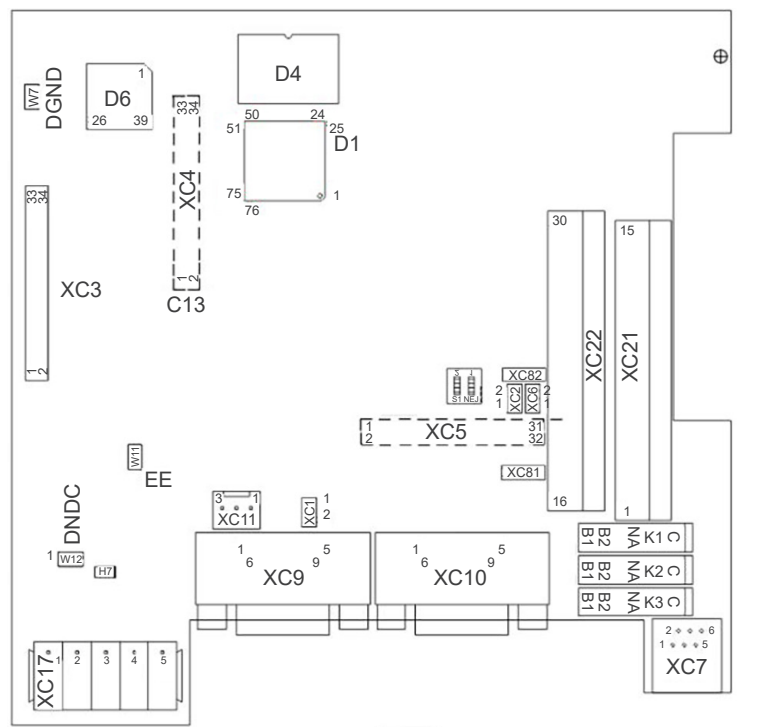 W7
DGND
1
D6
26 39
33
34
XC4
1
2
C13
D4
50 24
51 25
D1
75 1
76
33
34
XC3
1
2
30
XC22
16
15
XC21
1
S1 NEJ
XC82
2 XC2 XC6 2
1 1
1 XC5 31
2 32
XC81
W11
EE
DNDC
1 W12
H7
3 1
XC11
XC1 1
2
1 5
6 9
XC9
1 5
6 9
XC10
B1 B2 NA K1 C
B1 B2 NA K2 C
B1 B2 NA K3 C
2 6
1 5
XC7
XC17
1 2 3 4 5